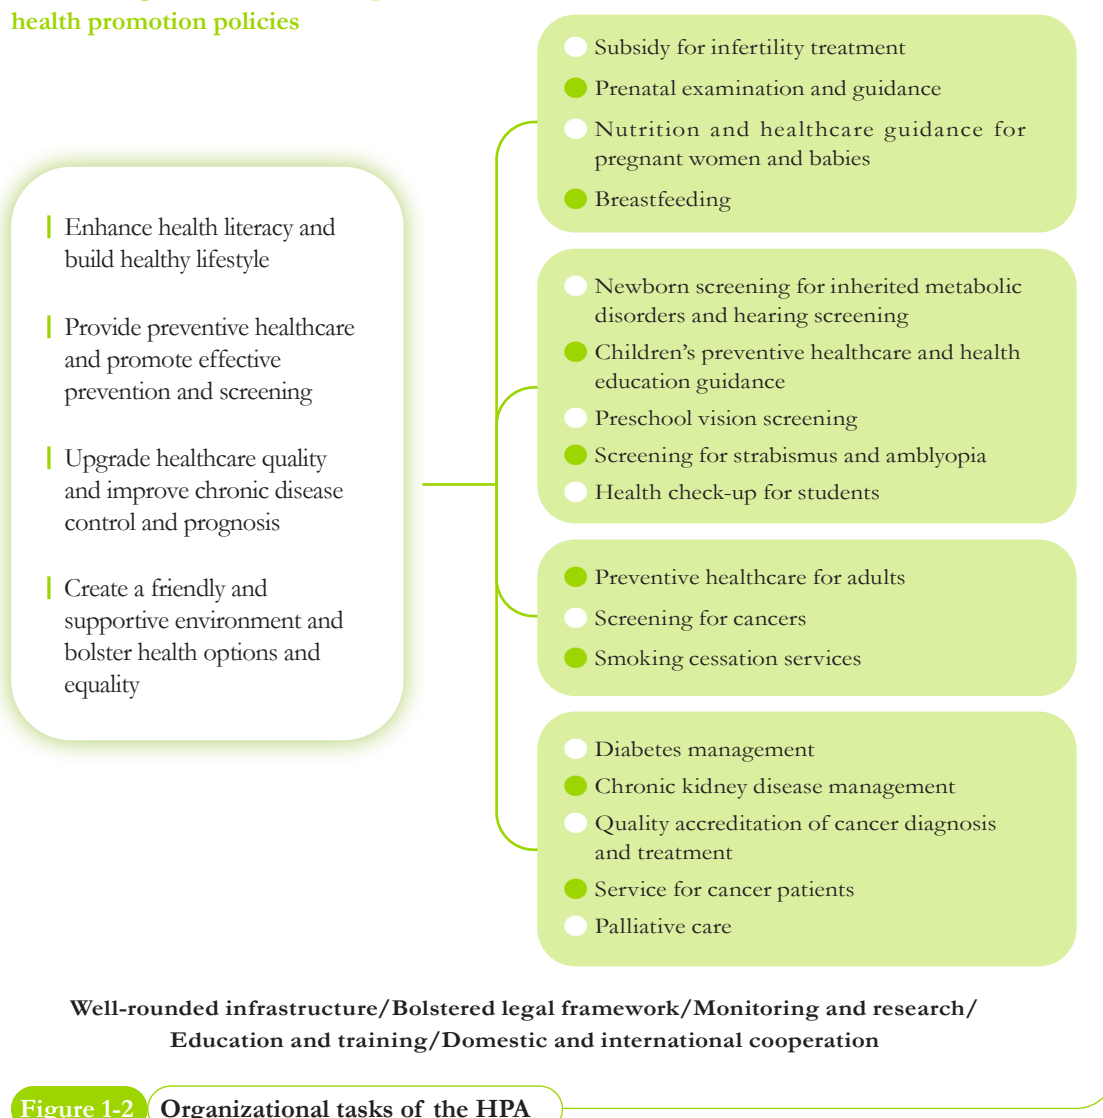 health promotion policies
Enhance health literacy and
build healthy lifestyle
Provide preventive healthcare
and promote effective
prevention and screening
Upgrade healthcare quality
and improve chronic disease
control and prognosis
Create a friendly and
supportive environment and
bolster health options and
equality
Subsidy for infertility treatment
Prenatal examination and guidance
Nutrition and healthcare guidance for
pregnant women and babies
Breastfeeding
Newborn screening for inherited metabolic
disorders and hearing screening
Children’s preventive healthcare and health
education guidance
Preschool vision screening
Screening for strabismus and amblyopia
Health check-up for students
Preventive healthcare for adults
Screening for cancers
Smoking cessation services
Diabetes management
Chronic kidney disease management
Quality accreditation of cancer diagnosis
and treatment
Service for cancer patients
Palliative care
Well-rounded infrastructure/Bolstered legal framework/Monitoring and research/
Education and training/Domestic and international cooperation
Figure 1-2 Organizational tasks of the HPA